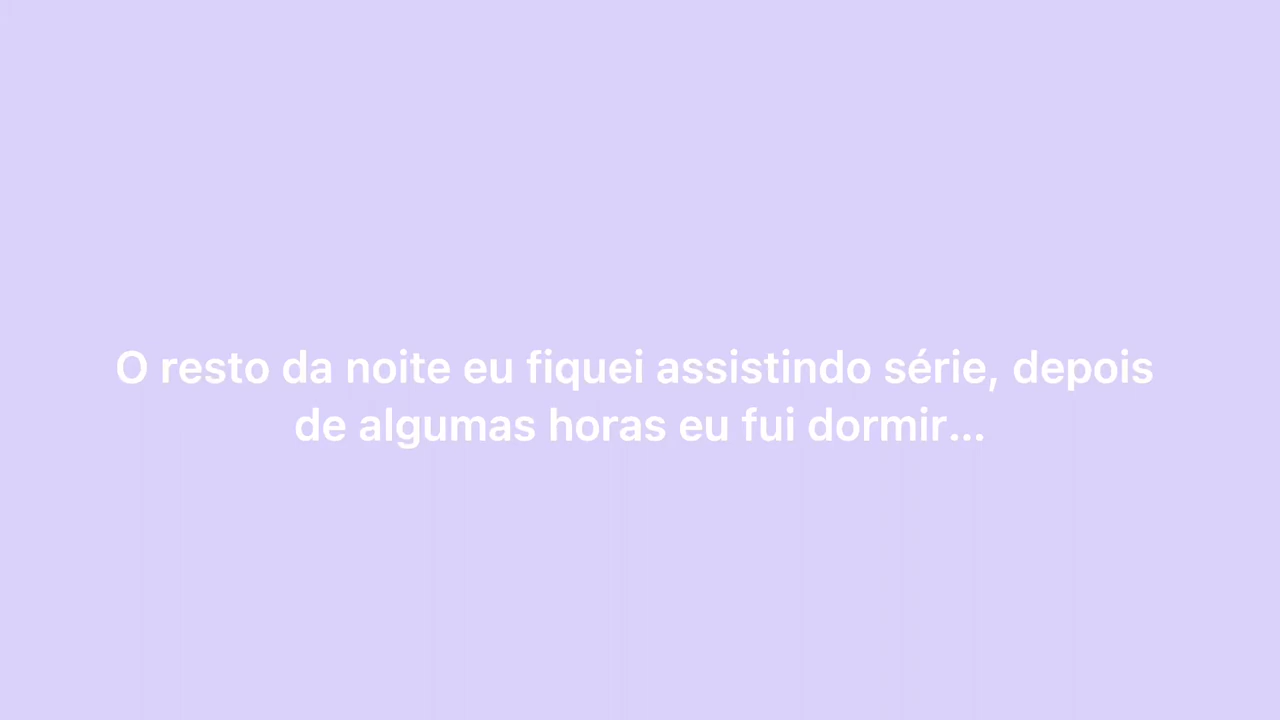 O resto da noite eu fiquei assistindo série, depois
de algumas horas eu fui dormir...